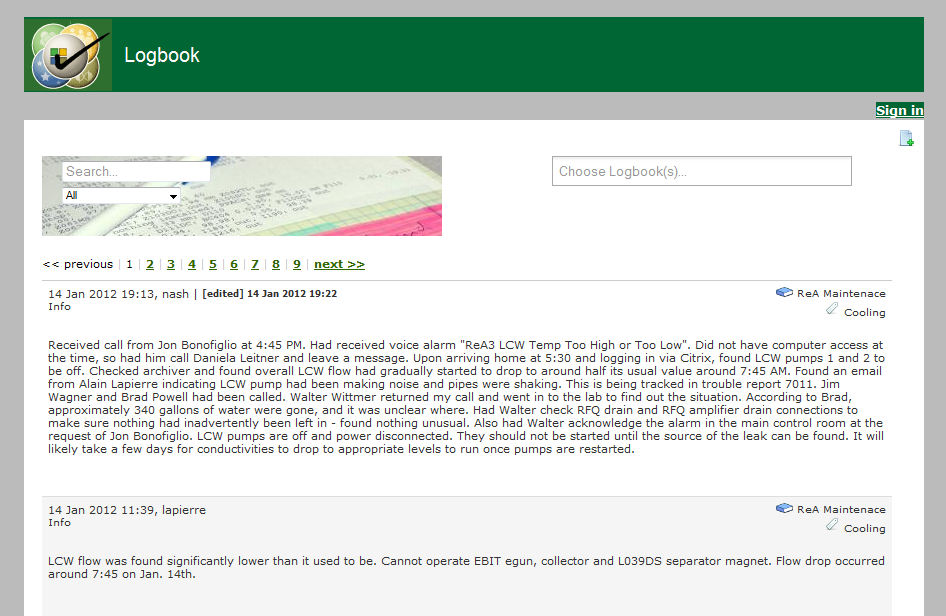 Logbook
Sign in
Search...
All
Choose Logbook(s)...
<< previous | 1 | 2 | 3 | 4 | 5 | 6 | 7 | 8 | 9 | next >>
14 Jan 2012 19:13, nash | [edited] 14 Jan 2012 19:22
ReA Maintenace
Info
Cooling
Received call from Jon Bonofiglio at 4:45 PM. Had received voice alarm "ReA3 LCW Temp Too High or Too Low". Did not have computer access at
the time, so had him call Daniela Leitner and leave a message. Upon arriving home at 5:30 and logging in via Citrix, found LCW pumps 1 and 2 to
be off. Checked archiver and found overall LCW flow had gradually started to drop to around half its usual value around 7:45 AM. Found an email
from Alain Lapierre indicating LCW pump had been making noise and pipes were shaking. This is being tracked in trouble report 7011. Jim
Wagner and Brad Powell had been called. Walter Wittmer returned my call and went in to the lab to find out the situation. According to Brad,
approximately 340 gallons of water were gone, and it was unclear where. Had Walter check RFQ drain and RFQ amplifier drain connections to
make sure nothing had inadvertently been left in - found nothing unusual. Also had Walter acknowledge the alarm in the main control room at the
request of Jon Bonofiglio. LCW pumps are off and power disconnected. They should not be started until the source of the leak can be found. It will
likely take a few days for conductivities to drop to appropriate levels to run once pumps are restarted.
14 Jan 2012 11:39, lapierre
ReA Maintenace
Info
Cooling
LCW flow was found significantly lower than it used to be. Cannot operate EBIT egun, collector and L039DS separator magnet. Flow drop occurred
around 7:45 on Jan. 14th.